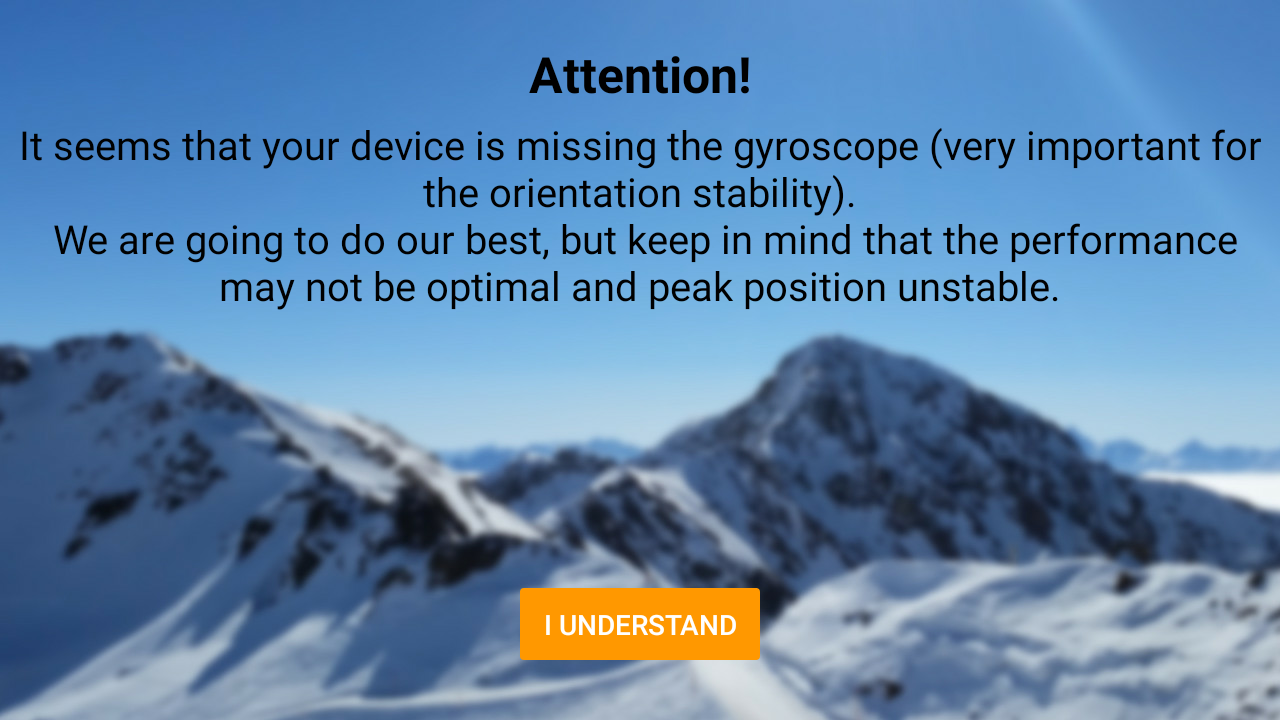 Attention!
It seems that your device is missing the gyroscope (very important for
the orientation stability).
We are going to do our best, but keep in mind that the performance
may not be optimal and peak position unstable.
I UNDERSTAND